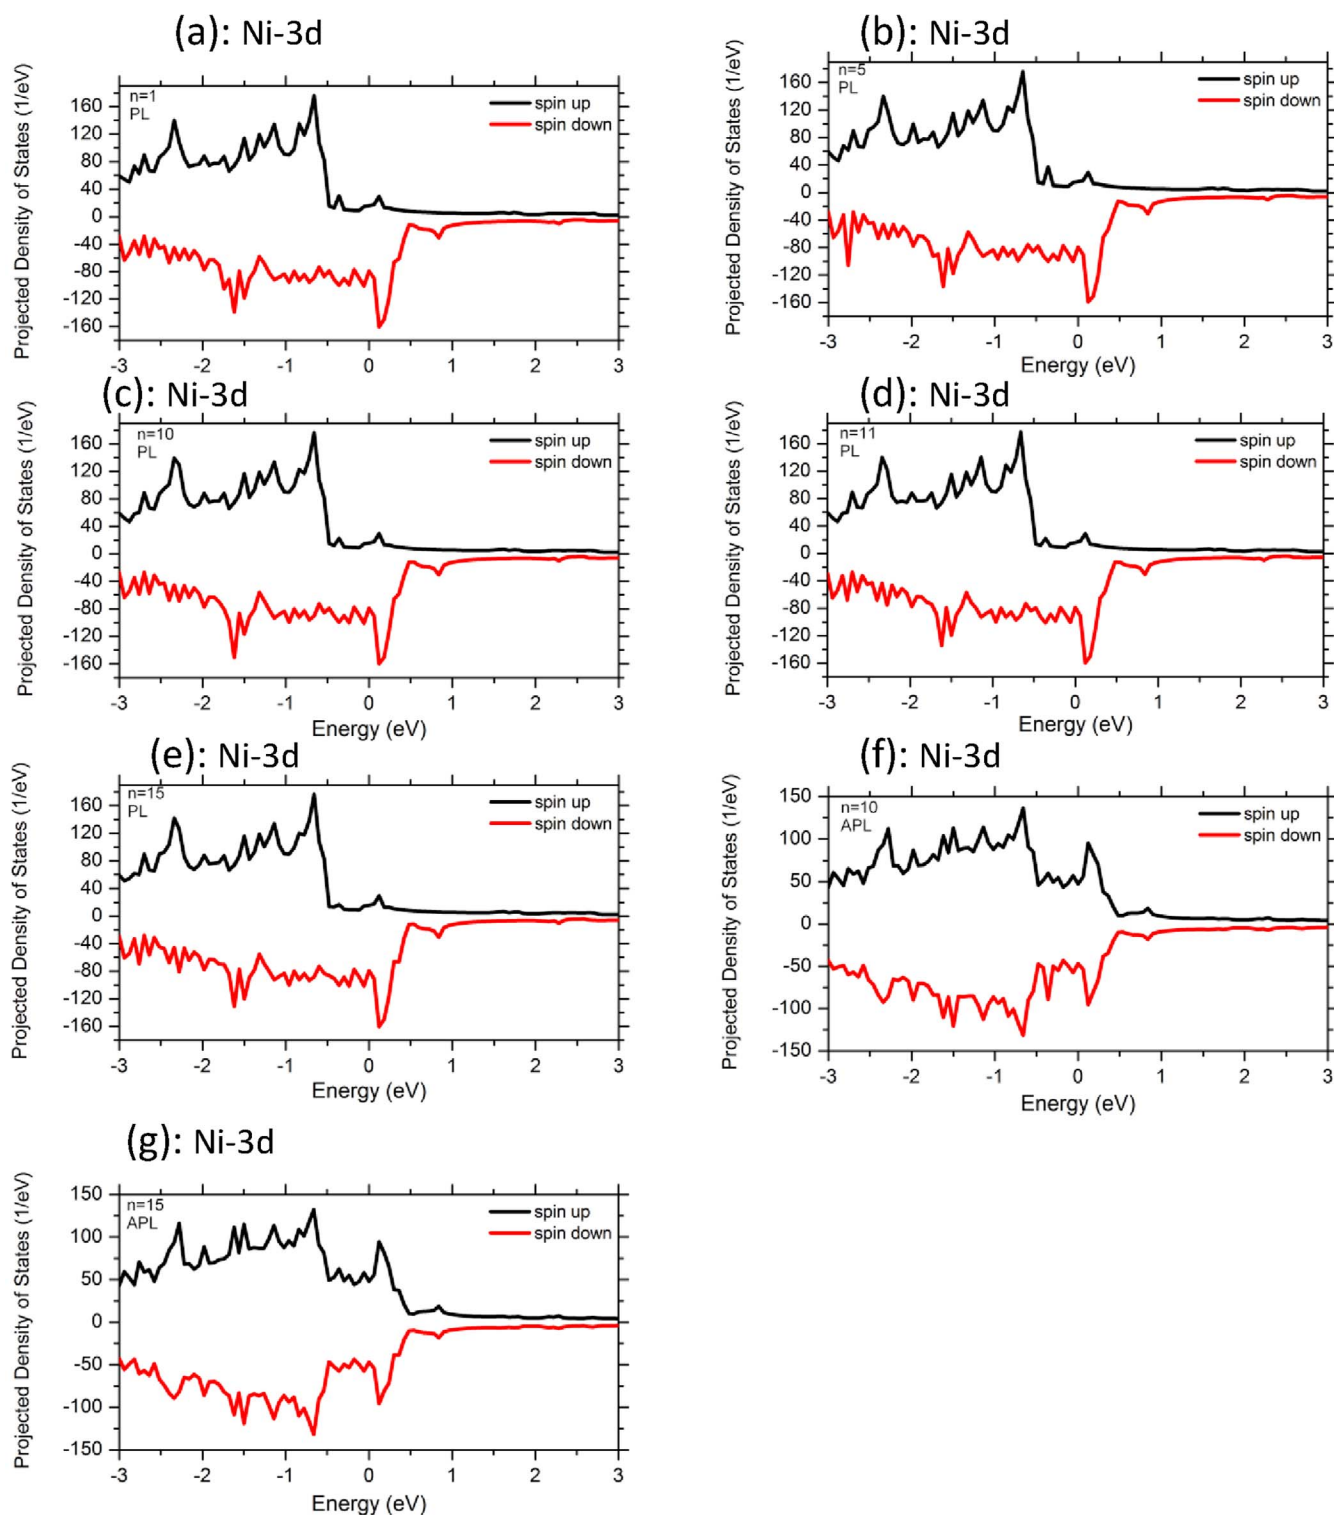 (a): Ni-3d
Projected Density of States (1/eV)
n=1
PL
spin up
spin down
160
120
80
40
0
-40
-80
-120
-160
-3 -2 -1 0 1 2 3
(b): Ni-3d
Projected Density of States (1/eV)
n=5
PL
spin up
spin down
160
120
80
40
0
-40
-80
-120
-160
-3 -2 -1 0 1 2 3
Energy (eV)
(c): Ni-3d
Projected Density of States (1/eV)
n=10
PL
spin up
spin down
160
120
80
40
0
-40
-80
-120
-160
-3 -2 -1 0 1 2 3
Energy (eV)
(d): Ni-3d
Projected Density of States (1/eV)
n=11
PL
spin up
spin down
160
120
80
40
0
-40
-80
-120
-160
-3 -2 -1 0 1 2 3
Energy (eV)
(e): Ni-3d
Projected Density of States (1/eV)
n=15
PL
spin up
spin down
160
120
80
40
0
-40
-80
-120
-160
-3 -2 -1 0 1 2 3
Energy (eV)
(f): Ni-3d
Projected Density of States (1/eV)
n=10
APL
spin up
spin down
150
100
50
0
-50
-100
-150
-3 -2 -1 0 1 2 3
Energy (eV)
(g): Ni-3d
Projected Density of States (1/eV)
n=15
APL
spin up
spin down
150
100
50
0
-50
-100
-150
-3 -2 -1 0 1 2 3
Energy (eV)